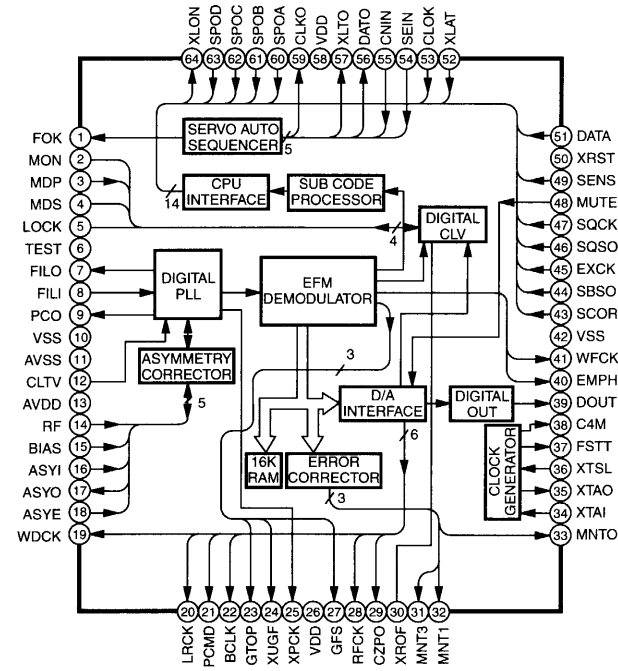 XLON SPOD SPOC SPOB SPOA CLKO VDD XLTO DATO CNIN SEIN CLOK XLAT
64 63 62 61 60 59 58 57 56 55 54 53 52
FOK 1
MON 2
MDP 3
MDS 4
LOCK 5
TEST 6
FILO 7
FILI 8
PCO 9
VSS 10
AVSS 11
CLTV 12
AVDD 13
RF 14
BIAS 15
ASYI 16
ASYO 17
ASYE 18
WDCK 19
SERVO AUTO
SEQUENCER
5
14
CPU
INTERFACE
SUB CODE
PROCESSOR
4
DIGITAL
CLV
DIGITAL
PLL
EFM
DEMODULATOR
ASYMMETRY
CORRECTOR
5
3
D/A
INTERFACE
6
DIGITAL
OUT
16K
RAM
ERROR
CORRECTOR
3
CLOCK
GENERATOR
51 DATA
50 XRST
49 SENS
48 MUTE
47 SQCK
46 SQSO
45 EXCK
44 SBSO
43 SCOR
42 VSS
41 WFCK
40 EMPH
39 DOUT
38 C4M
37 FSTT
36 XTSL
35 XTAO
34 XTAI
33 MNTO
20 21 22 23 24 25 26 27 28 29 30 31 32
LRCK PCMD BCLK GTOP XUGF XPCK VDD GFS RFCK CZPO XROF MNT3 MNT1